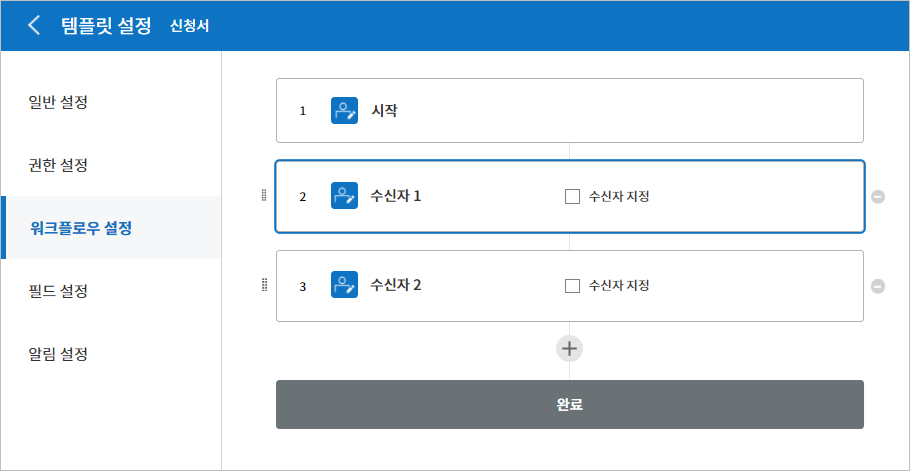 템플릿 설정 신청서
일반 설정
권한 설정
워크플로우 설정
필드 설정
알림 설정
1 시작
2 수신자 1 수신자 지정
3 수신자 2 수신자 지정
완료